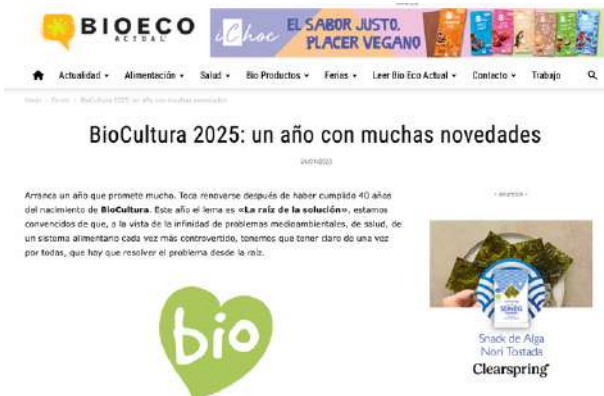 BIOECO
ACTUAL
iChoc
EL SABOR JUSTO.
PLACER VEGANO
Actualidad
Alimentación
Salud
Bio Productos
Ferias
Leer Bio Eco Actual
Contacto
Trabajo
BioCultura 2025: un año con muchas novedades
Arranca un año que promete mucho. Toca renovarse después de haber cumplido 40 años
del nacimiento de BioCultura. Este año el lema es «La raíz de la solución», estamos
convencidos de que, a la vista de la infinidad de problemas medioambientales, de salud, de
un sistema alimentario cada vez más controvertido, tenemos que tener claro de una vez
por todas, que hay que resolver el problema desde la raíz.
bio
Snack de Alga
Nori Tostada
Clearspring